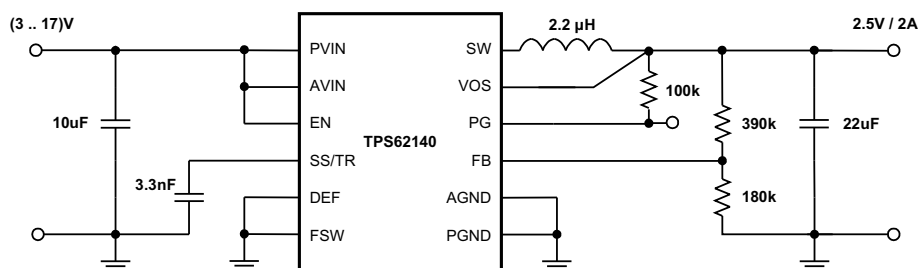 (3 .. 17)V
2.2 µH
2.5V / 2A
PVIN
SW
AVIN
VOS
100k
10uF
EN
PG
390k
22uF
TPS62140
SS/TR
FB
3.3nF
DEF
AGND
180k
FSW
PGND